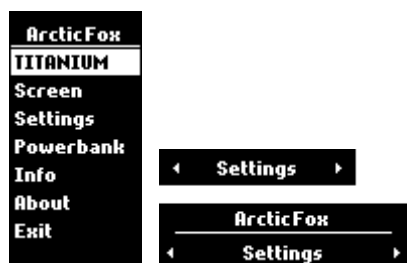 ArcticFox
TITANIUM
Screen
Settings
Powerbank
Info
About
Exit
Settings
ArcticFox
Settings